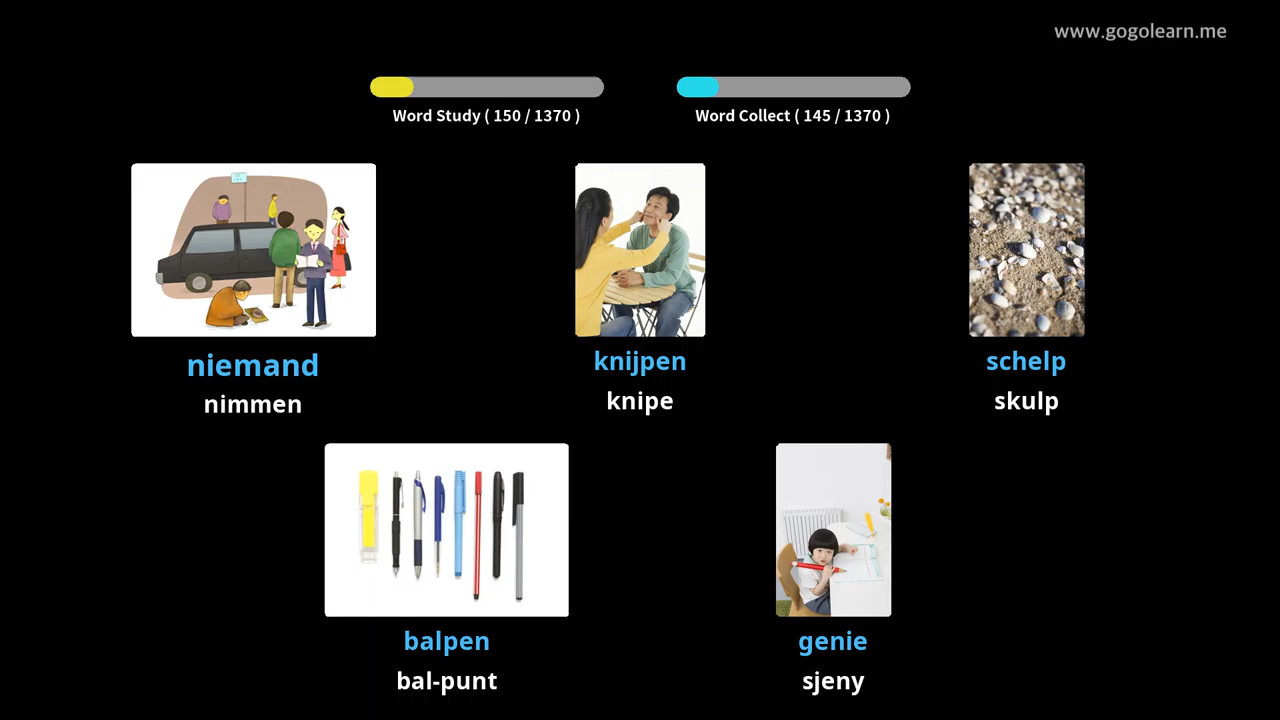 www.gogolearn.me
Word Study ( 150 / 1370 )
Word Collect ( 145 / 1370 )
niemand
nimmen
knijpen
knipe
schelp
skulp
balpen
bal-punt
genie
sjeny